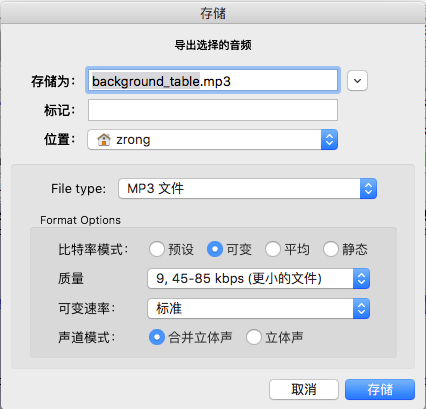 存储
导出选择的音频
存储为： background_table.mp3
标记：
位置： zrong
File type: MP3 文件
Format Options
比特率模式： 预设 可变 平均 静态
质量 9, 45-85 kbps (更小的文件)
可变速率： 标准
声道模式： 合并立体声 立体声
取消 存储